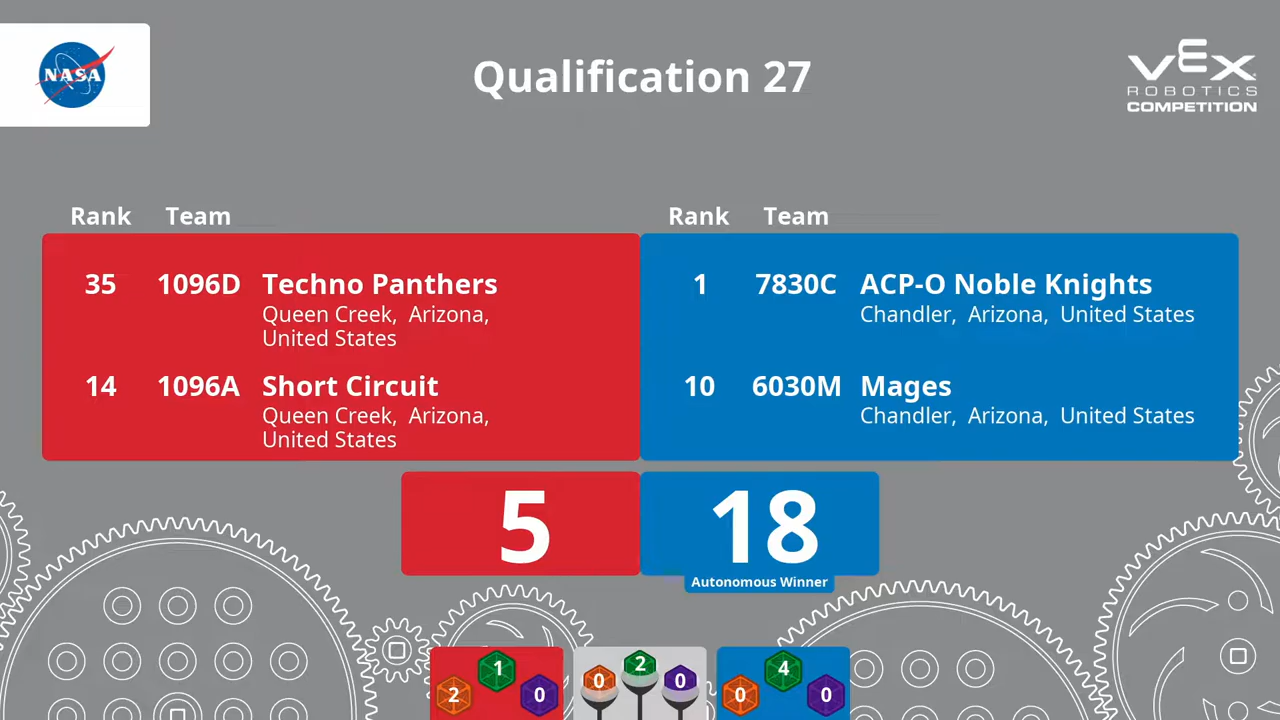 NASA
Qualification 27
VEX
ROBOTICS
COMPETITION
Rank Team
35 1096D Techno Panthers
Queen Creek, Arizona,
United States
14 1096A Short Circuit
Queen Creek, Arizona,
United States
Rank Team
1 7830C ACP-O Noble Knights
Chandler, Arizona, United States
10 6030M Mages
Chandler, Arizona, United States
5
18
Autonomous Winner
1
2 0
2
0 0
4
0 0